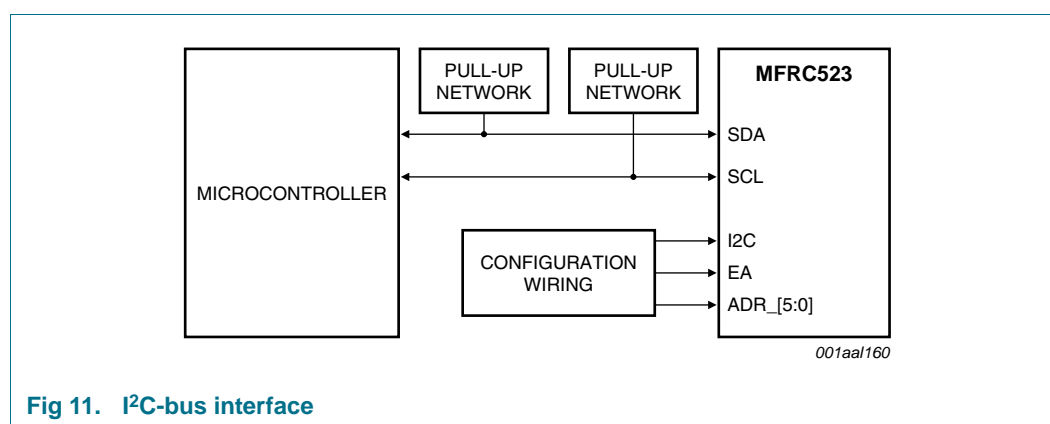 PULL-UP
NETWORK
PULL-UP
NETWORK
MFRC523
SDA
MICROCONTROLLER
SCL
CONFIGURATION
WIRING
I2C
EA
ADR_[5:0]
001aal160
Fig 11. I²C-bus interface